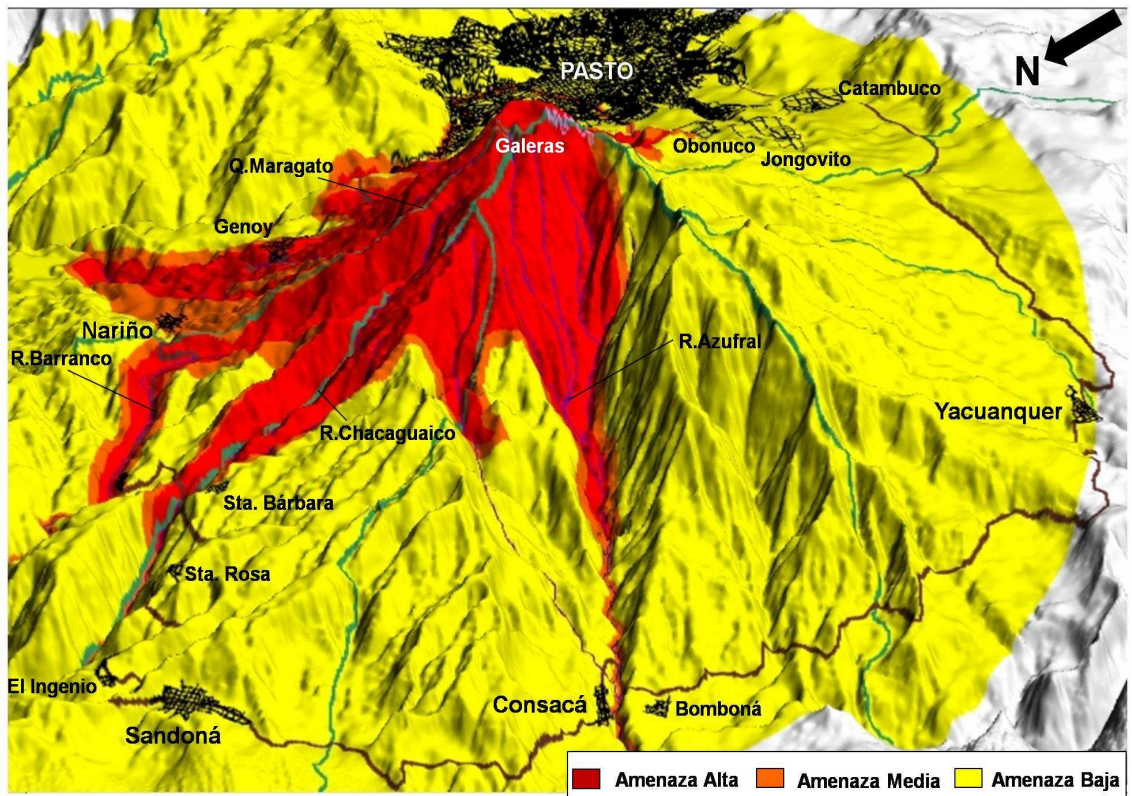 PASTO
N
Catambuco
Galeras
Obonuco
Jongovito
Q.Maragato
Genoy
Nariño
R.Barranco
R.Azufral
Yacuanquer
R.Chacaguaico
Sta. Bárbara
Sta. Rosa
El Ingenio
Consacá
Bomboná
Sandoná
Amenaza Alta
Amenaza Media
Amenaza Baja